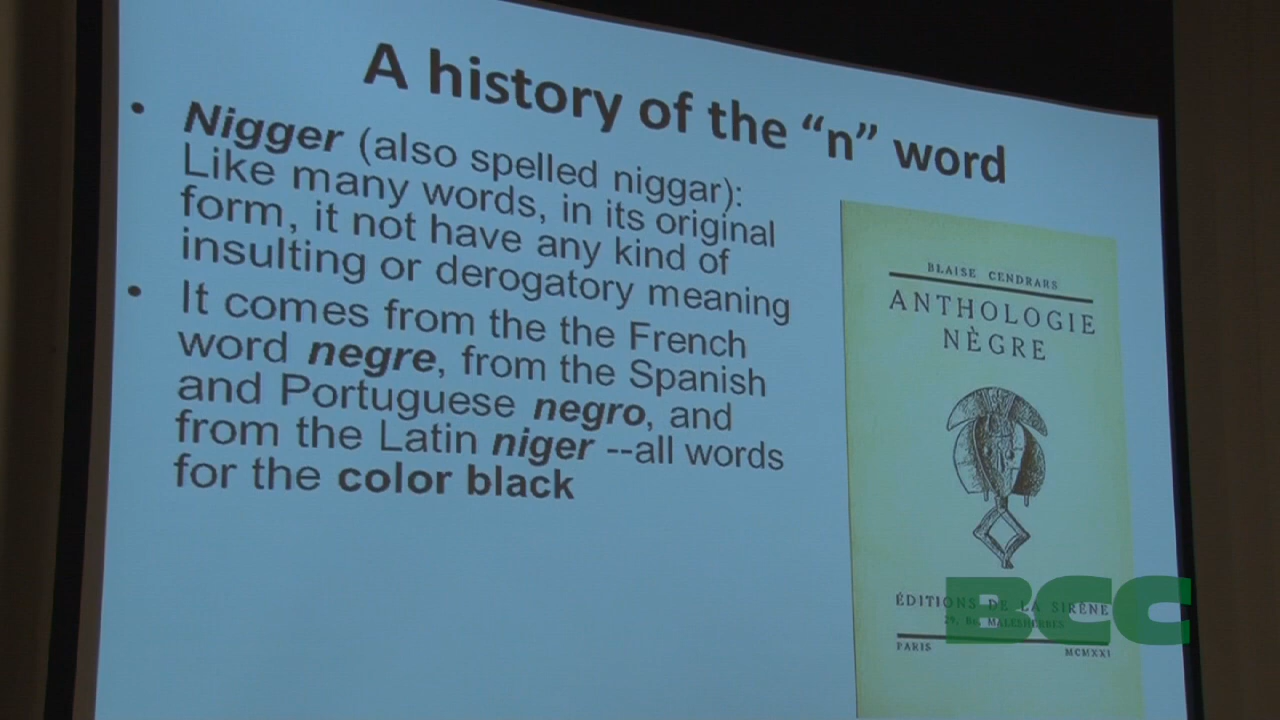 A history of the “n” word
• Nigger (also spelled niggar):
Like many words, in its original
form, it not have any kind of
insulting or derogatory meaning
• It comes from the the French
word negre, from the Spanish
and Portuguese negro, and
from the Latin niger --all words
for the color black
BLAISE CENDRARS
ANTHOLOGIE
NÈGRE
ÉDITIONS DE LA SIRÈNE
29, Bd. MALESHERBES
PARIS
MCMXXI
BCC